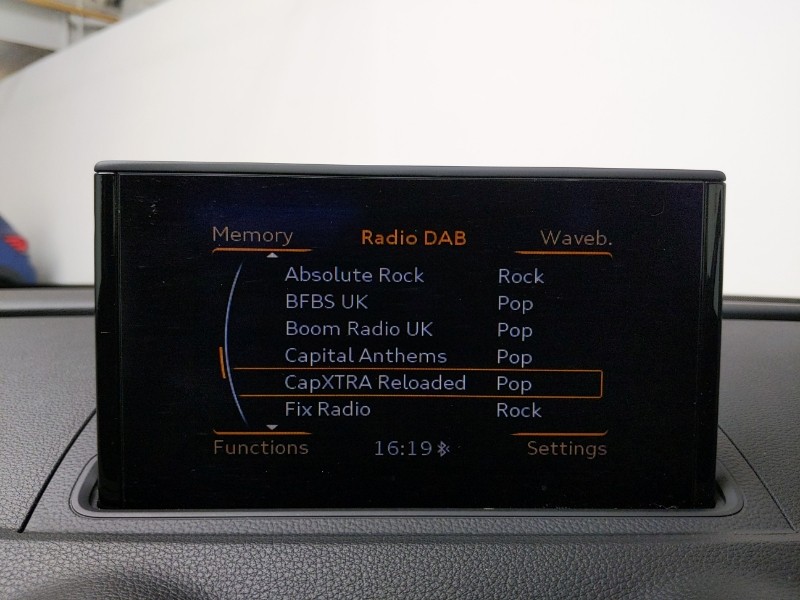 Memory Radio DAB Waveb.
Absolute Rock Rock
BFBS UK Pop
Boom Radio UK Pop
Capital Anthems Pop
CapXTRA Reloaded Pop
Fix Radio Rock
Functions 16:19 Settings